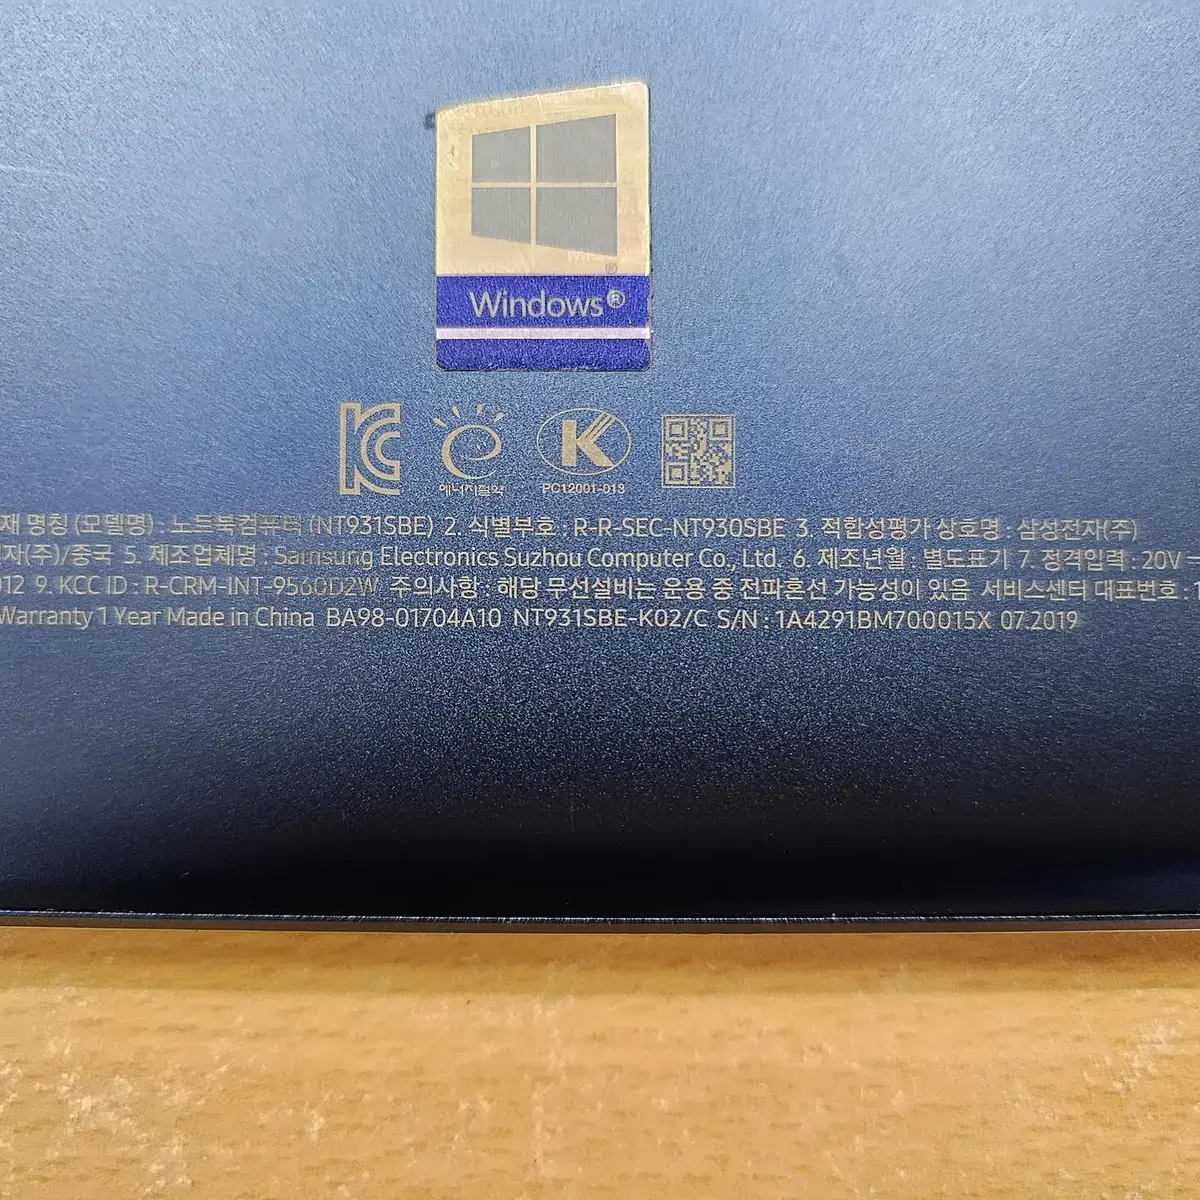 Windows®
에너지절약
PC12001-013
재 명칭 (모델명) : 노트북컴퓨터 (NT931SBE) 2. 식별부호 : R-R-SEC-NT930SBE 3. 적합성평가 상호명 : 삼성전자(주)
자(주)/중국 5. 제조업체명 : Samsung Electronics Suzhou Computer Co., Ltd. 6. 제조년월 : 별도표기 7. 정격입력 : 20V
012 9. KCC ID : R-CRM-INT-9560D2W 주의사항 : 해당 무선설비는 운용 중 전파혼선 가능성이 있음 서비스센터 대표번호 :
Warranty 1 Year Made in China BA98-01704A10 NT931SBE-K02/C S/N : 1A4291BM700015X 07.2019